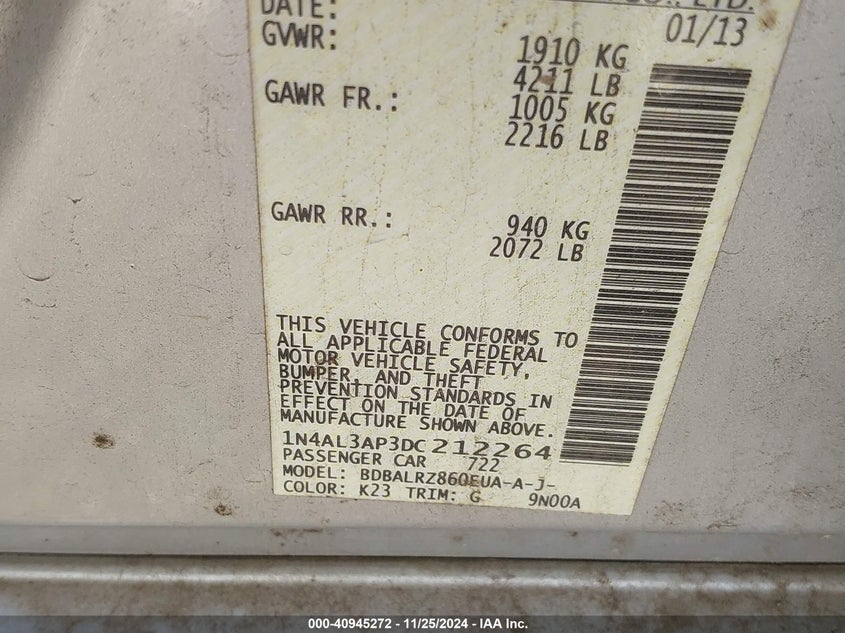 CO., LTD.
DATE: 01/13
GVWR: 1910 KG
4211 LB
GAWR FR.: 1005 KG
2216 LB
GAWR RR.: 940 KG
2072 LB
THIS VEHICLE CONFORMS TO
ALL APPLICABLE FEDERAL
MOTOR VEHICLE SAFETY,
BUMPER, AND THEFT
PREVENTION STANDARDS IN
EFFECT ON THE DATE OF
MANUFACTURE SHOWN ABOVE.
1N4AL3AP3DC212264
PASSENGER CAR 722
MODEL: BDBALRZ860EUA-A-J-
COLOR: K23 TRIM: G 9N00A
000-40945272 - 11/25/2024 - IAA Inc.